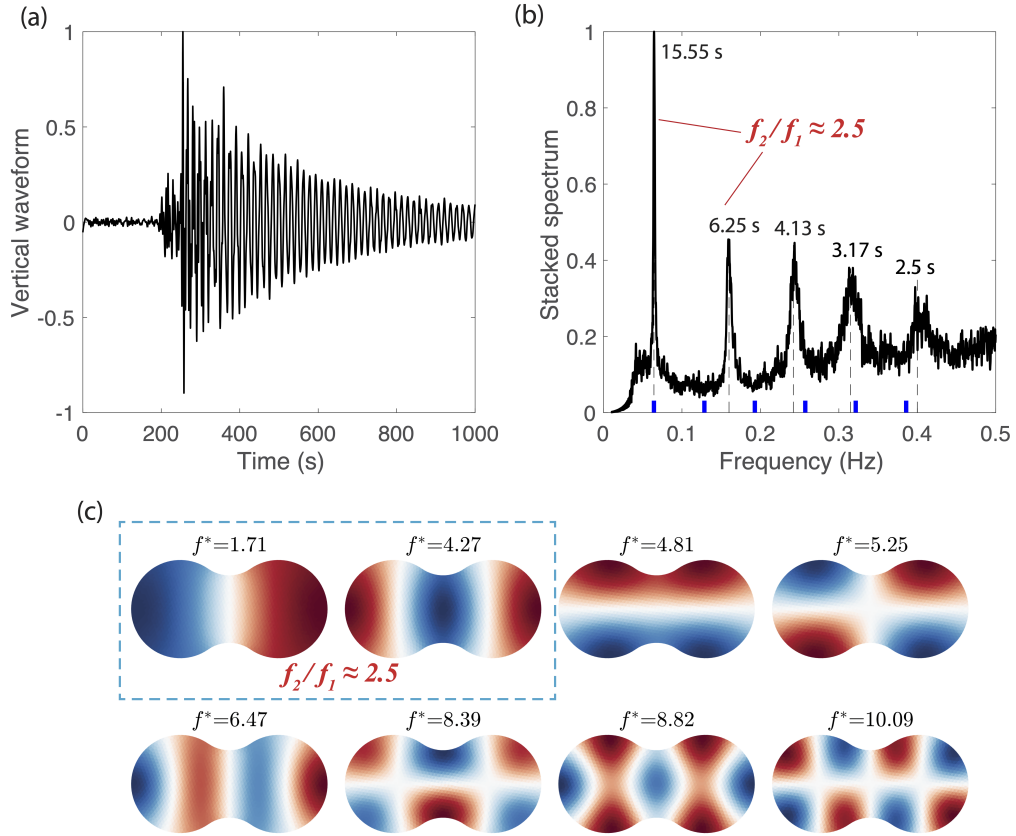 (a)
1
0.5
0
-0.5
-1
Vertical waveform
0 200 400 600 800 1000
Time (s)
(b)
1
0.8
0.6
0.4
0.2
0
Stacked spectrum
15.55 s
f2/f1≈2.5
6.25 s
4.13 s
3.17 s
2.5 s
0 0.1 0.2 0.3 0.4 0.5
Frequency (Hz)
(c)
f*=1.71 f*=4.27 f*=4.81 f*=5.25
f2/f1≈2.5
f*=6.47 f*=8.39 f*=8.82 f*=10.09